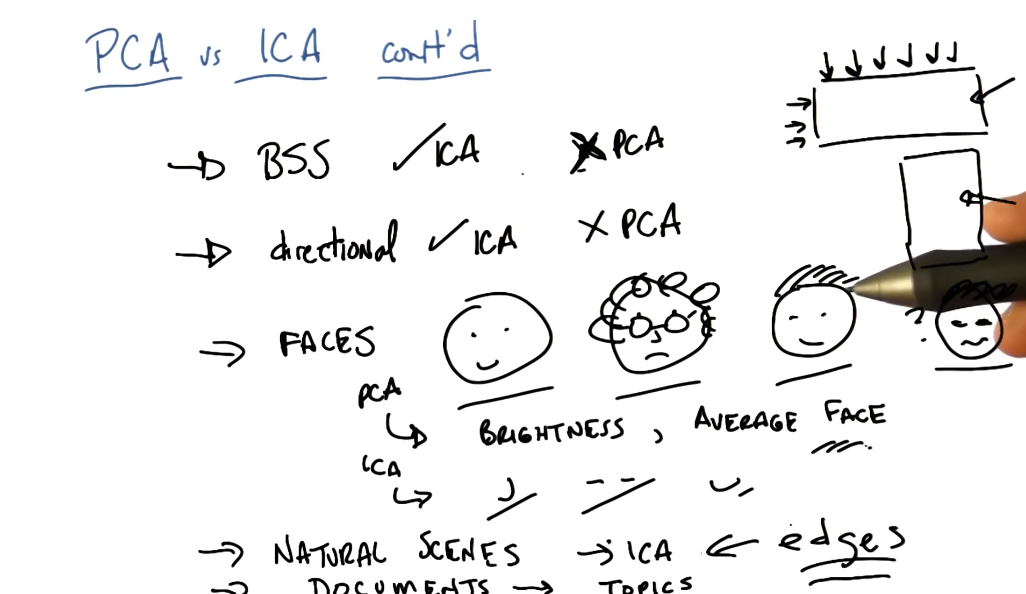 PCA vs ICA cont'd
→ BSS ✓ ICA X PCA
→ directional ✓ ICA X PCA
→ FACES
?
PCA
↳ BRIGHTNESS, AVERAGE FACE
ICA
↳
→ NATURAL SCENES → ICA ← edges
→ DOCUMENTS → TOPICS